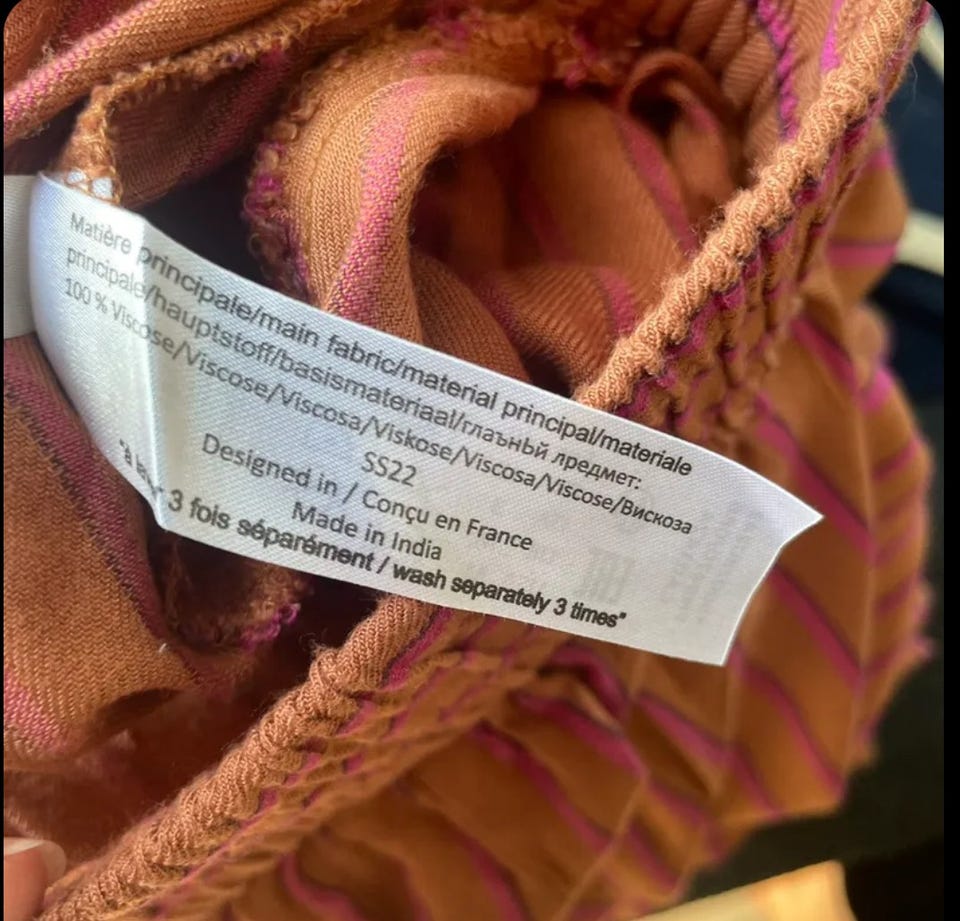 Matière principale/main fabric/material principal/materiale
principale/hauptstoff/basismateriaal/глаъный предмет:
100 % Viscose/Viscose/Viscosa/Viskose/Viscosa/Viscose/Вискоза
SS22
Designed in / Conçu en France
Made in India
"à 3 fois séparément / wash separately 3 times"